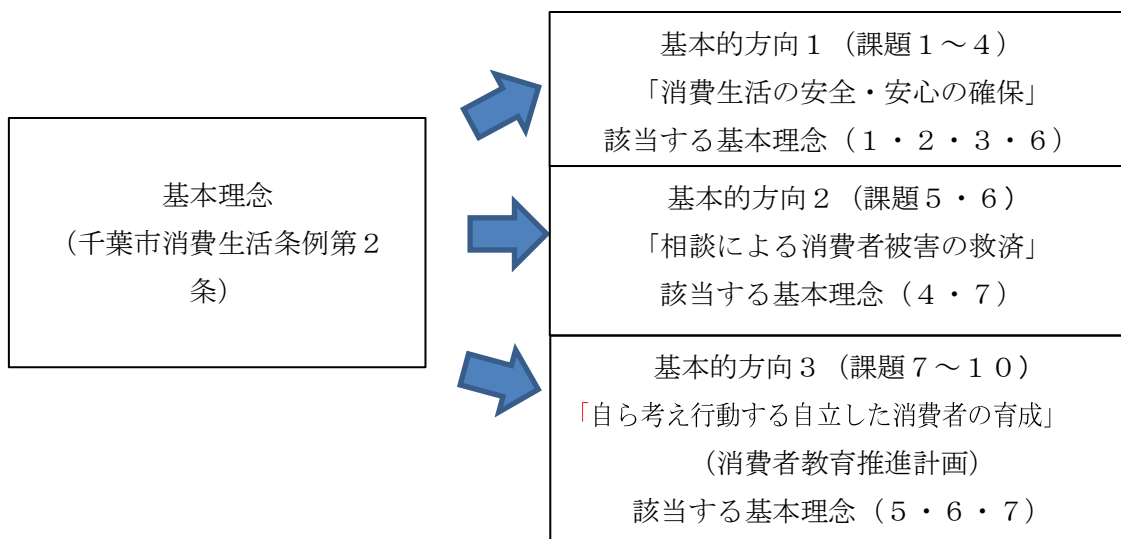 基本理念
（千葉市消費生活条例第２
条）
基本的方向１（課題１～４）
「消費生活の安全・安心の確保」
該当する基本理念（１・２・３・６）
基本的方向２（課題５・６）
「相談による消費者被害の救済」
該当する基本理念（４・７）
基本的方向３（課題７～１０）
「自ら考え行動する自立した消費者の育成」
（消費者教育推進計画）
該当する基本理念（５・６・７）